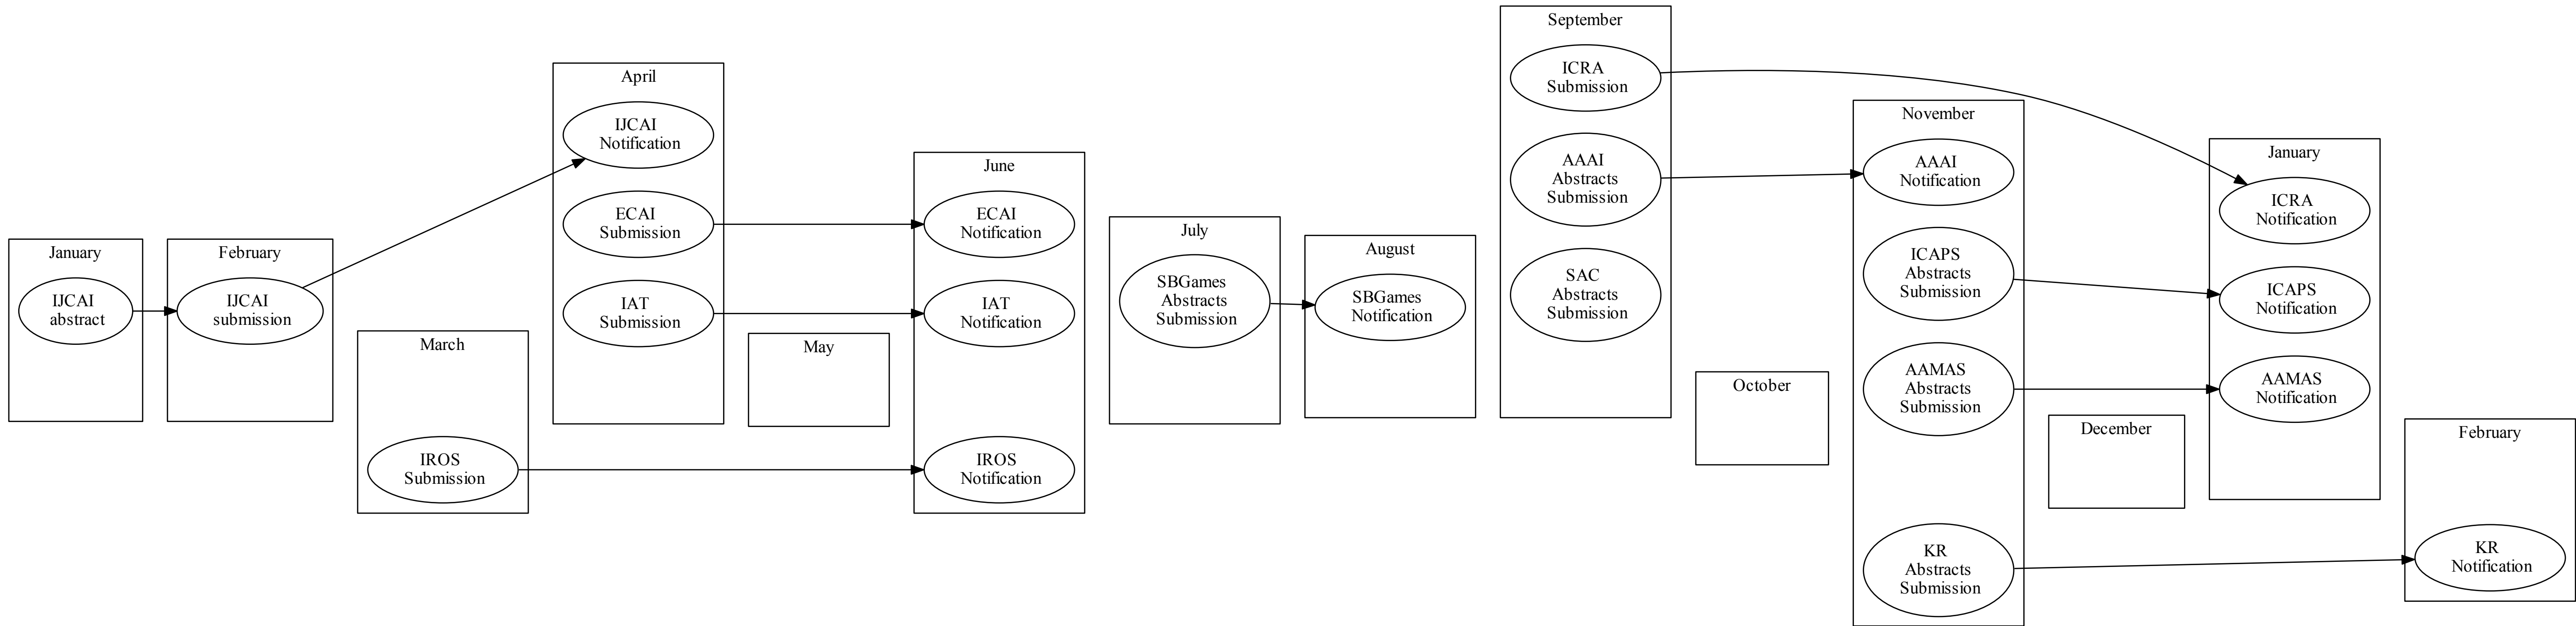 January
IJCAI
abstract
February
IJCAI
submission
March
IROS
Submission
April
IJCAI
Notification
ECAI
Submission
IAT
Submission
May
June
ECAI
Notification
IAT
Notification
IROS
Notification
July
SBGames
Abstracts
Submission
August
SBGames
Notification
September
ICRA
Submission
AAAI
Abstracts
Submission
SAC
Abstracts
Submission
October
November
AAAI
Notification
ICAPS
Abstracts
Submission
AAMAS
Abstracts
Submission
KR
Abstracts
Submission
December
January
ICRA
Notification
ICAPS
Notification
AAMAS
Notification
February
KR
Notification